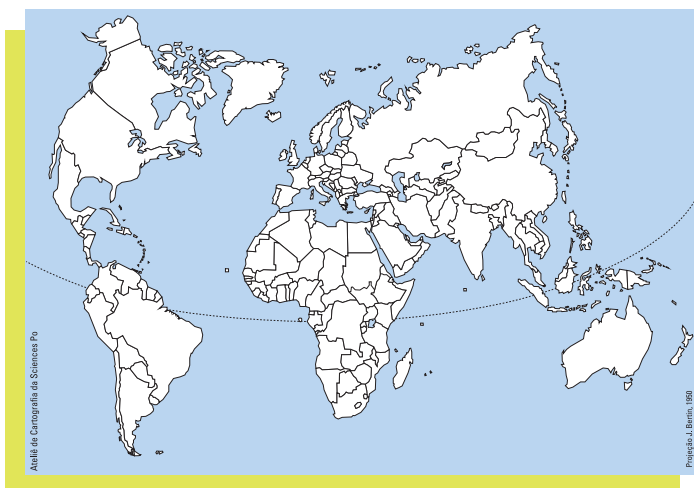 Ateliê de Cartografia da Sciences Po
Projeção J. Bertin, 1950